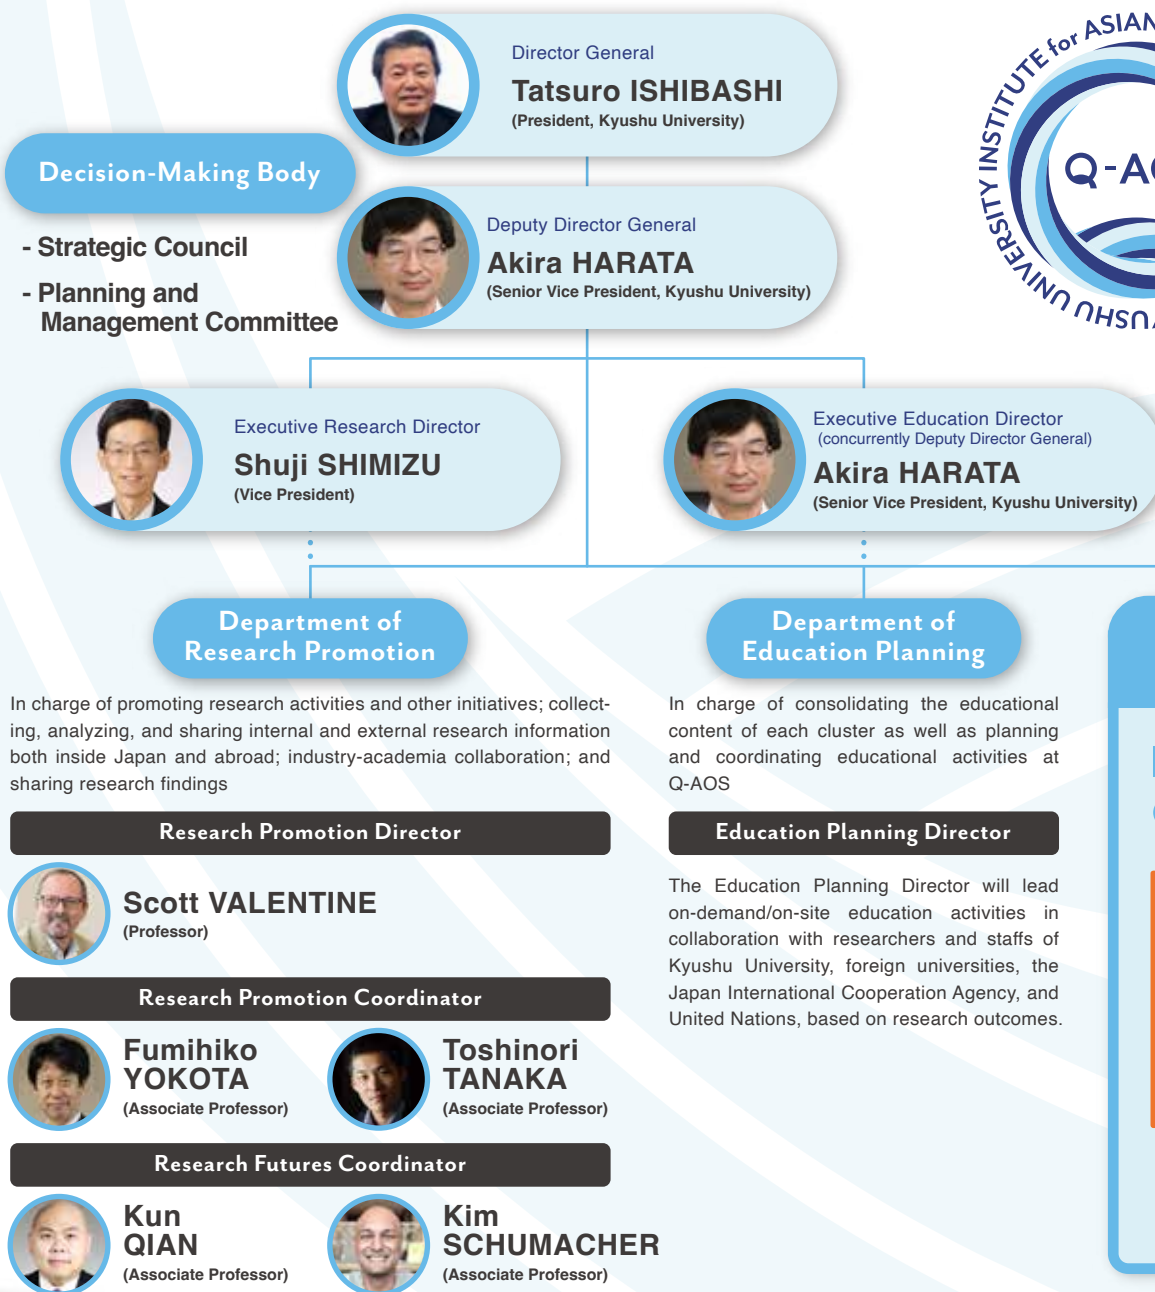 Director General
Tatsuro ISHIBASHI
(President, Kyushu University)
Decision-Making Body
- Strategic Council
- Planning and
Management Committee
Deputy Director General
Akira HARATA
(Senior Vice President, Kyushu University)
UNIVERSITY INSTITUTE for ASIAN
Executive Research Director
Shuji SHIMIZU
(Vice President)
Executive Education Director
(concurrently Deputy Director General)
Akira HARATA
(Senior Vice President, Kyushu University)
Department of
Research Promotion
In charge of promoting research activities and other initiatives; collect-
ing, analyzing, and sharing internal and external research information
both inside Japan and abroad; industry-academia collaboration; and
sharing research findings
Research Promotion Director
Scott VALENTINE
(Professor)
Research Promotion Coordinator
Fumihiko
YOKOTA
(Associate Professor)
Toshinori
TANAKA
(Associate Professor)
Research Futures Coordinator
Kun
QIAN
(Associate Professor)
Kim
SCHUMACHER
(Associate Professor)
Department of
Education Planning
In charge of consolidating the educational
content of each cluster as well as planning
and coordinating educational activities at
Q-AOS
Education Planning Director
The Education Planning Director will lead
on-demand/on-site education activities in
collaboration with researchers and staffs of
Kyushu University, foreign universities, the
Japan International Cooperation Agency, and
United Nations, based on research outcomes.